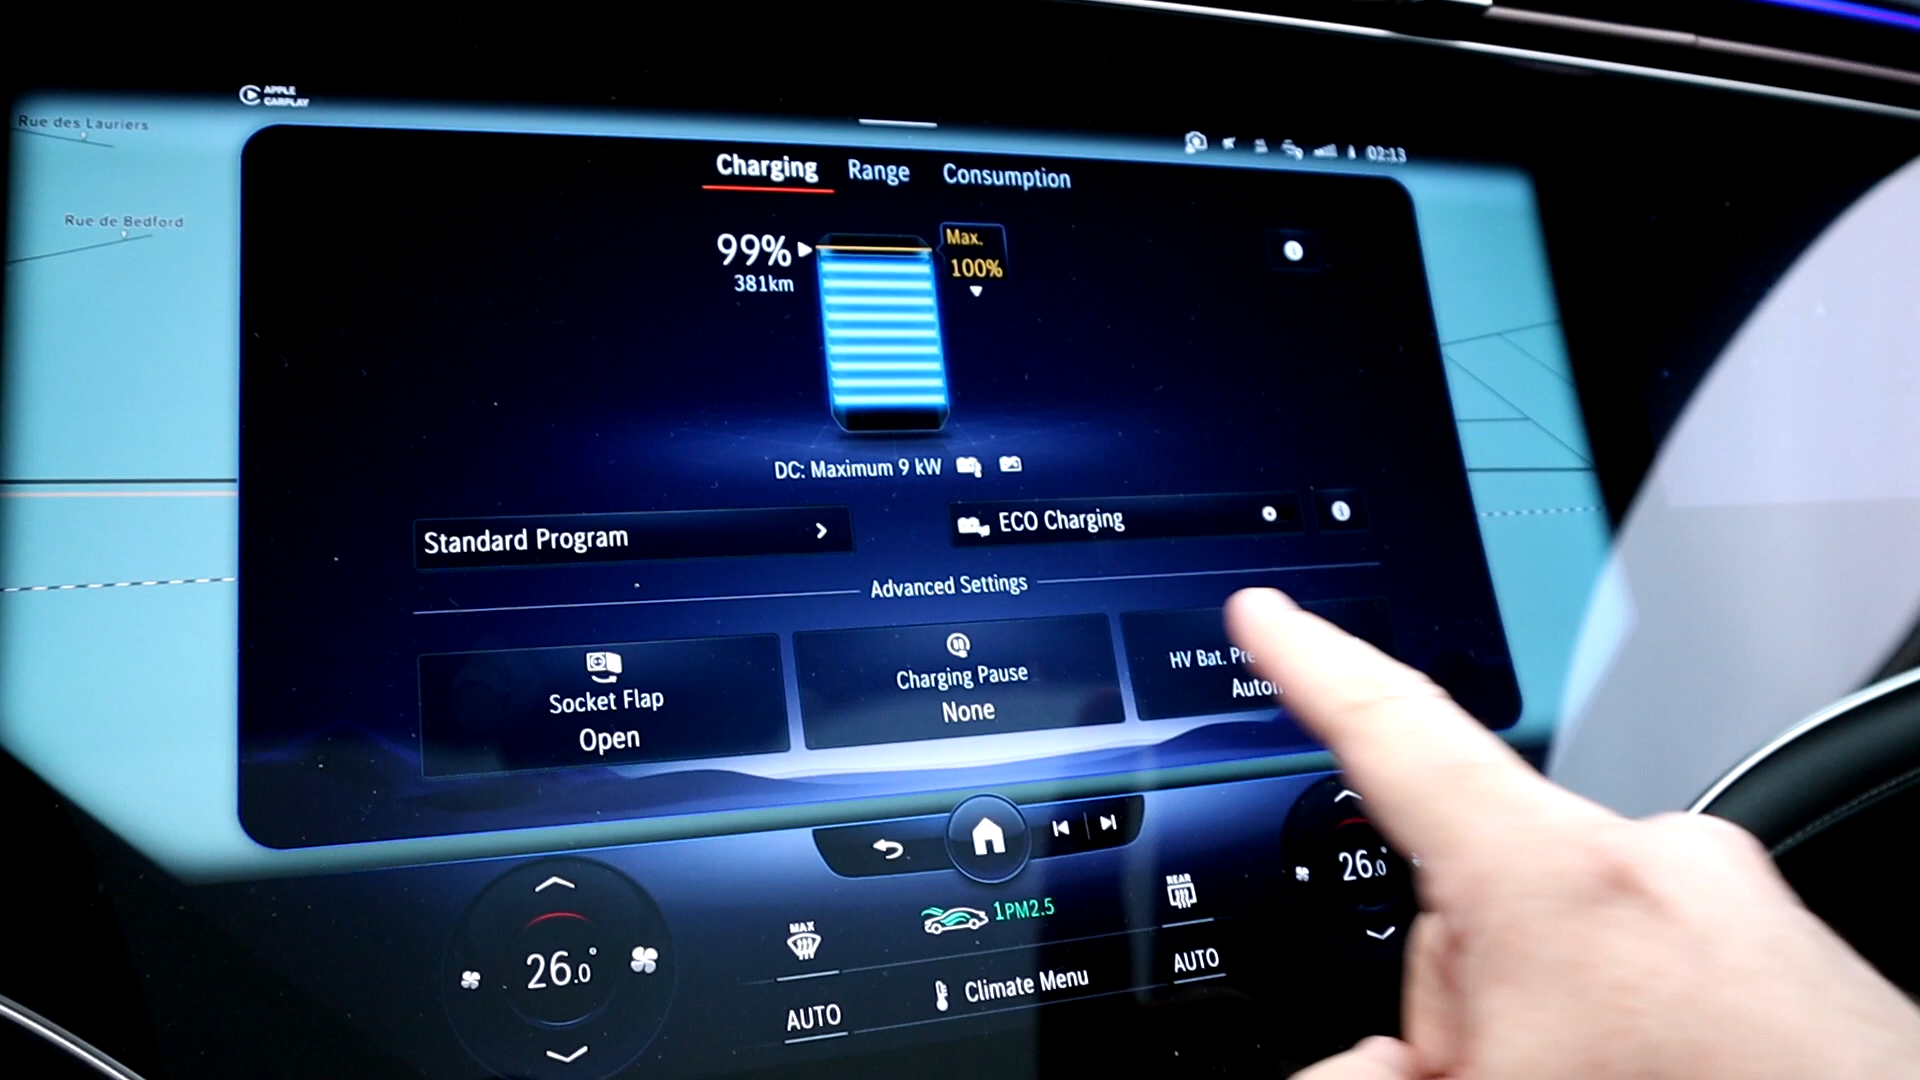 APPLE
CARPLAY
Rue des Lauriers
02:13
Charging Range Consumption
Rue de Bedford
99%
381km
Max.
100%
DC: Maximum 9 kW
Standard Program
ECO Charging
Advanced Settings
Socket Flap
Open
Charging Pause
None
HV Bat.
26.0°
MAX
AUTO
1PM2.5
Climate Menu
REAR
AUTO
26.0°